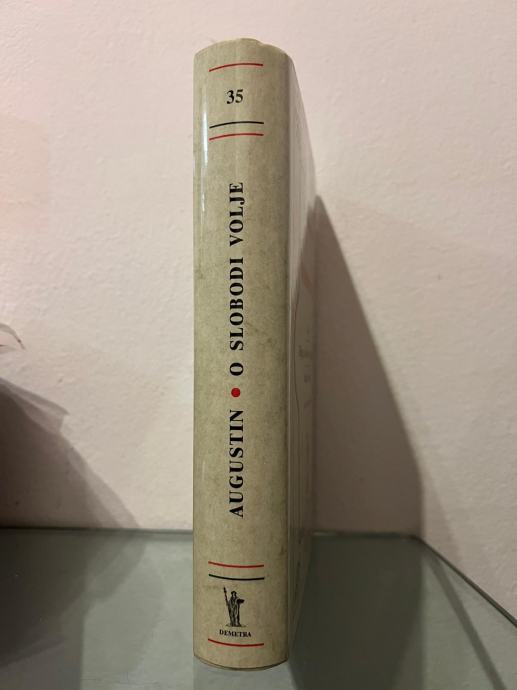 35
AUGUSTIN • O SLOBODI VOLJE
DEMETRA